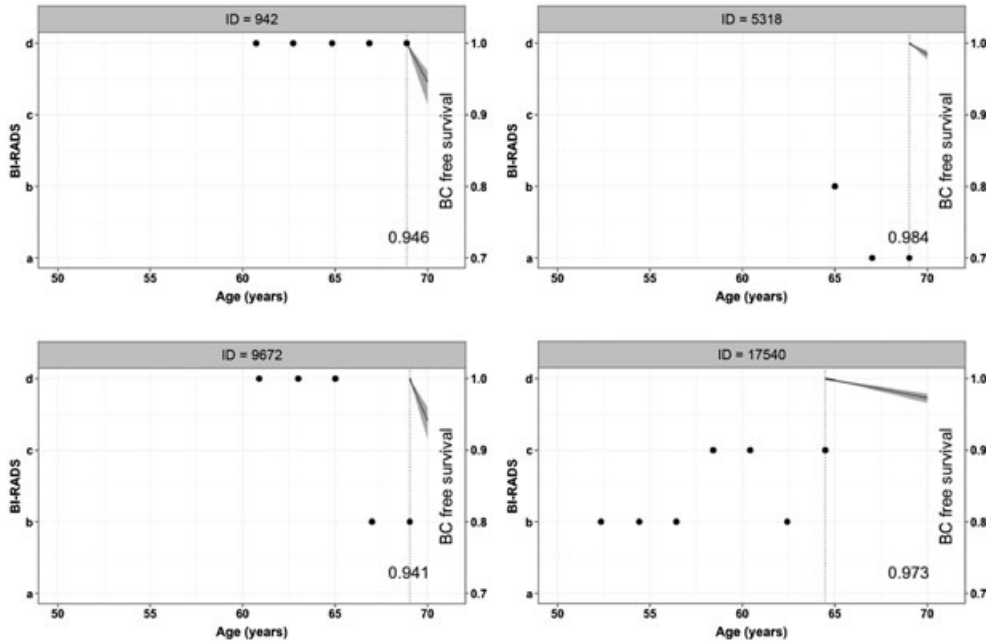 ID = 942
d
c
b
a
BI-RADS
1.0
0.9
0.8
0.7
BC free survival
0.946
50 55 60 65 70
Age (years)
ID = 5318
d
c
b
a
BI-RADS
1.0
0.9
0.8
0.7
BC free survival
0.984
50 55 60 65 70
Age (years)
ID = 9672
d
c
b
a
BI-RADS
1.0
0.9
0.8
0.7
BC free survival
0.941
50 55 60 65 70
Age (years)
ID = 17540
d
c
b
a
BI-RADS
1.0
0.9
0.8
0.7
BC free survival
0.973
50 55 60 65 70
Age (years)